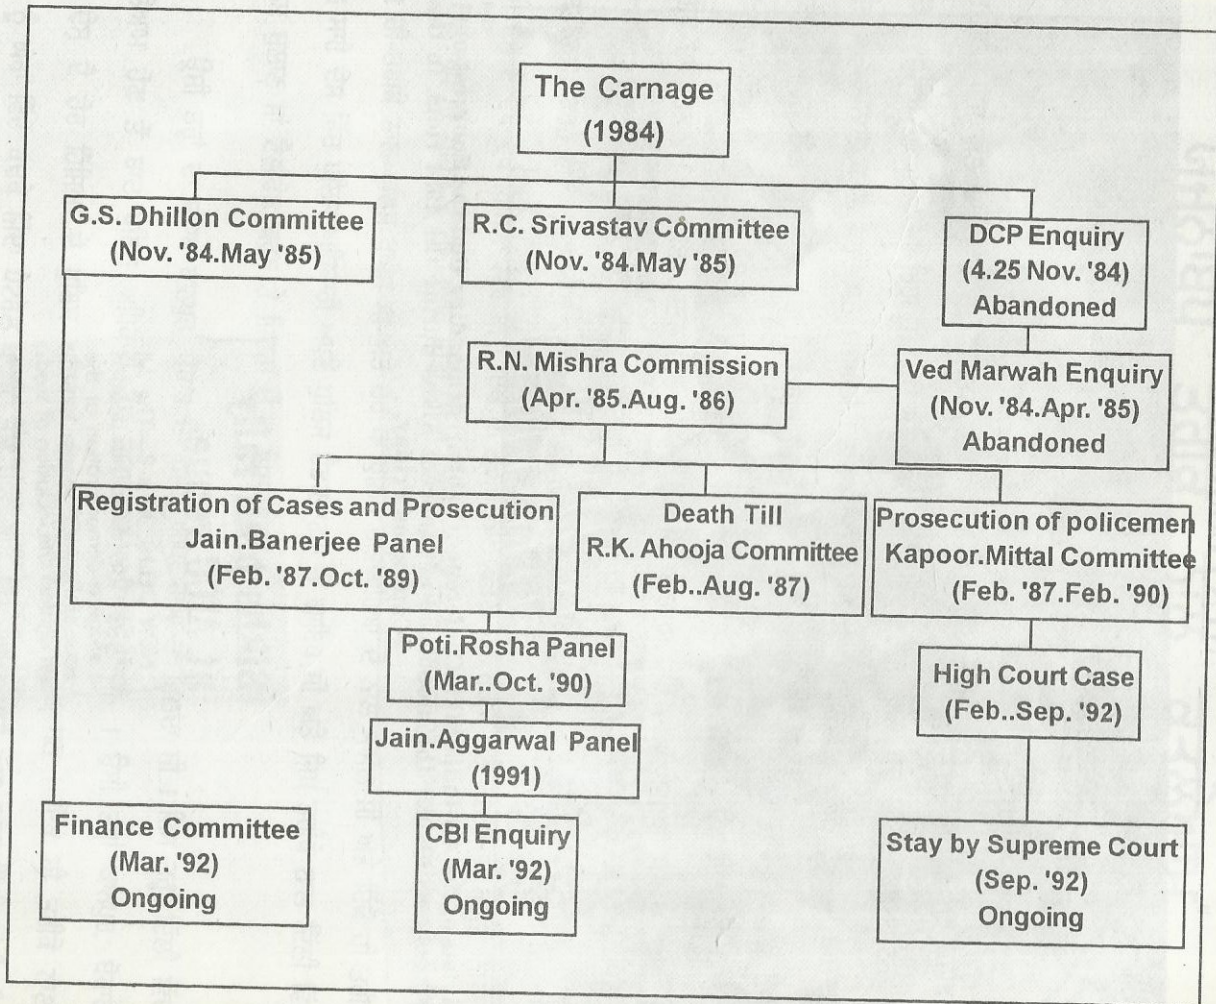 The Carnage
(1984)
G.S. Dhillon Committee
(Nov. '84.May '85)
R.C. Srivastav Committee
(Nov. '84.May '85)
DCP Enquiry
(4.25 Nov. '84)
Abandoned
R.N. Mishra Commission
(Apr. '85.Aug. '86)
Ved Marwah Enquiry
(Nov. '84.Apr. '85)
Abandoned
Registration of Cases and Prosecution
Jain.Banerjee Panel
(Feb. '87.Oct. '89)
Death Till
R.K. Ahooja Committee
(Feb..Aug. '87)
Prosecution of policemen
Kapoor.Mittal Committee
(Feb. '87.Feb. '90)
Poti.Rosha Panel
(Mar..Oct. '90)
High Court Case
(Feb..Sep. '92)
Jain.Aggarwal Panel
(1991)
Finance Committee
(Mar. '92)
Ongoing
CBI Enquiry
(Mar. '92)
Ongoing
Stay by Supreme Court
(Sep. '92)
Ongoing